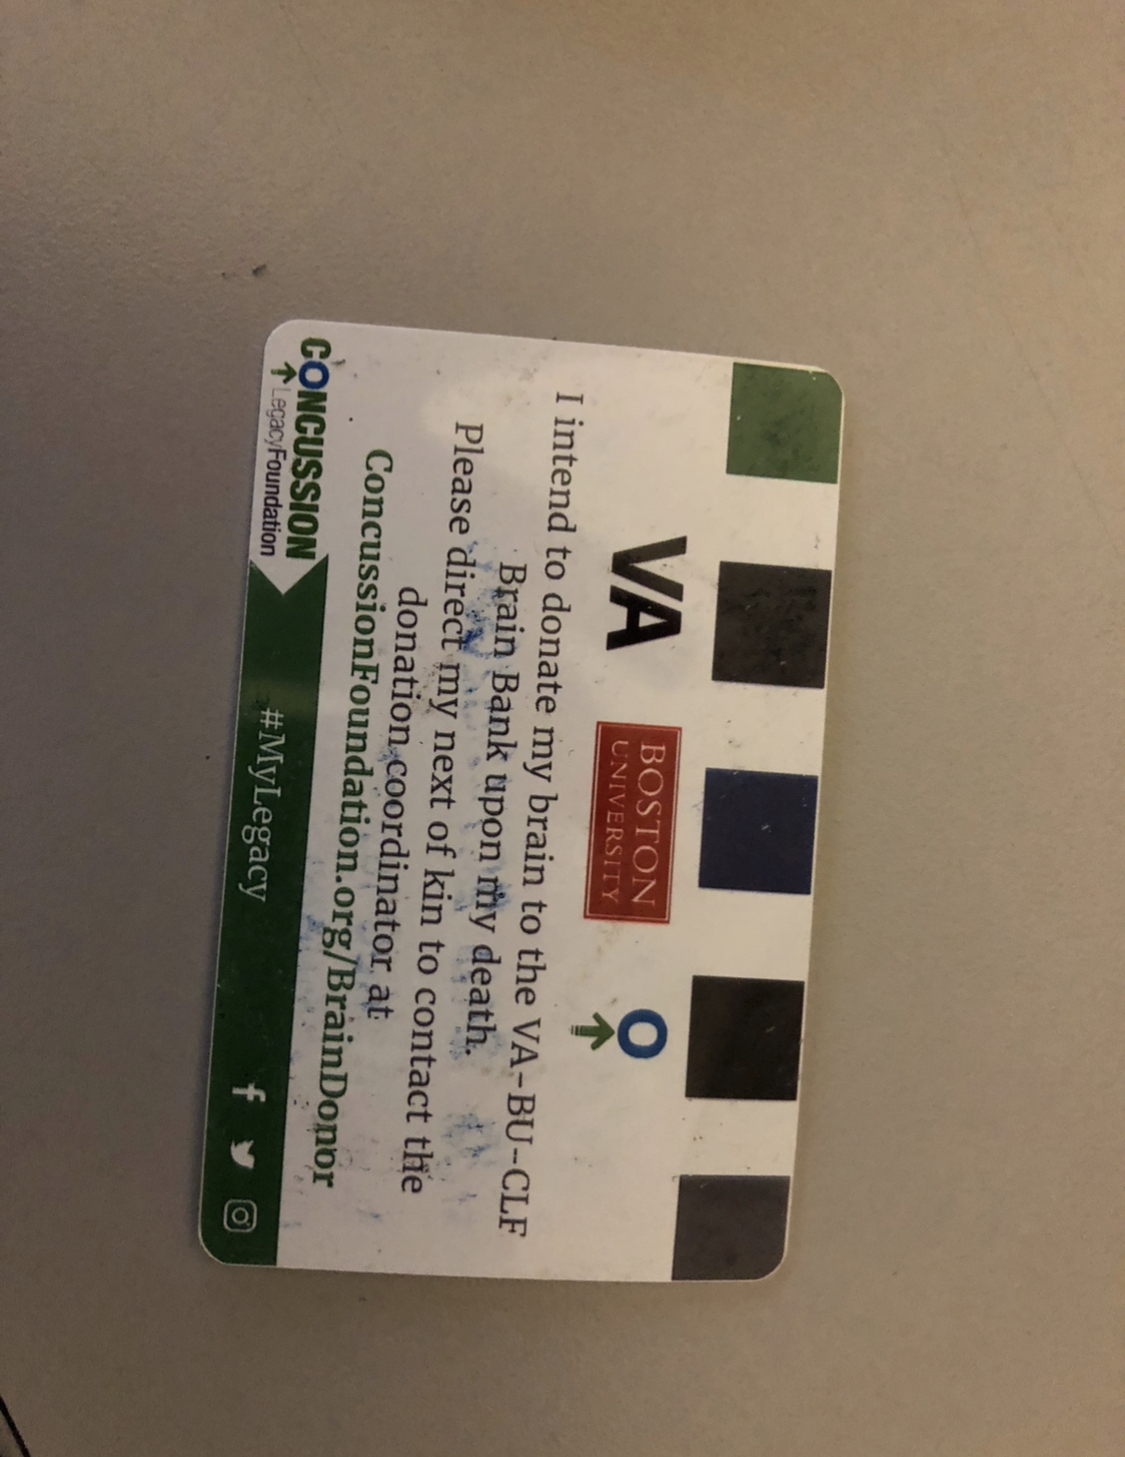 VA
BOSTON
UNIVERSITY
I intend to donate my brain to the VA-BU-CLF
Brain Bank upon my death.
Please direct my next of kin to contact the
donation coordinator at
ConcussionFoundation.org/BrainDonor
CONCUSSION
LegacyFoundation
#MyLegacy